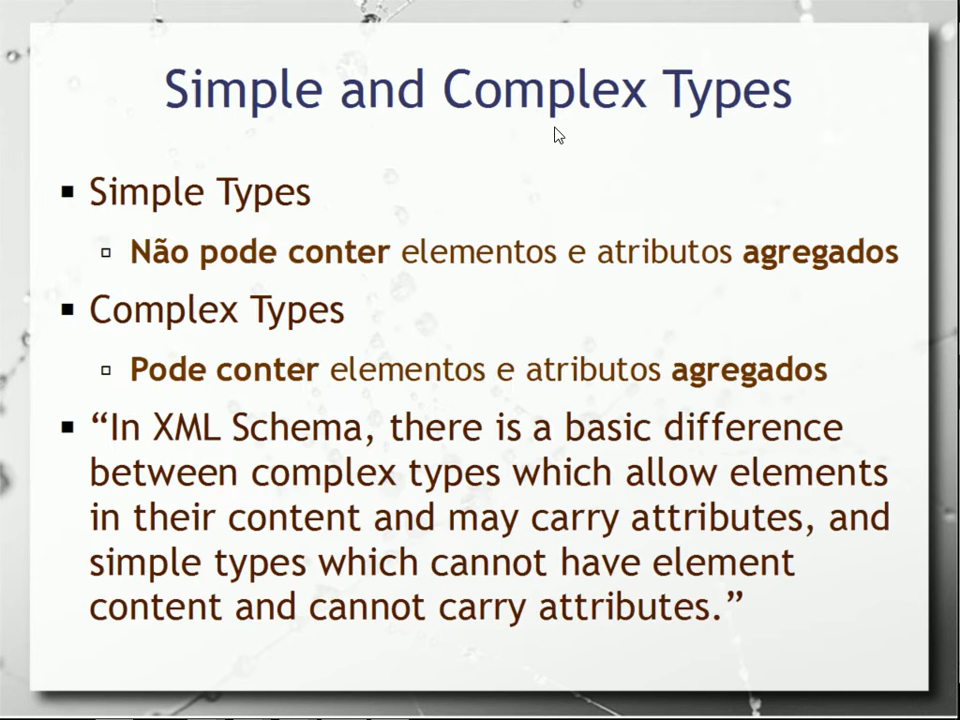 Simple and Complex Types
Simple Types
Não pode conter elementos e atributos agregados
Complex Types
Pode conter elementos e atributos agregados
“In XML Schema, there is a basic difference
between complex types which allow elements
in their content and may carry attributes, and
simple types which cannot have element
content and cannot carry attributes.”